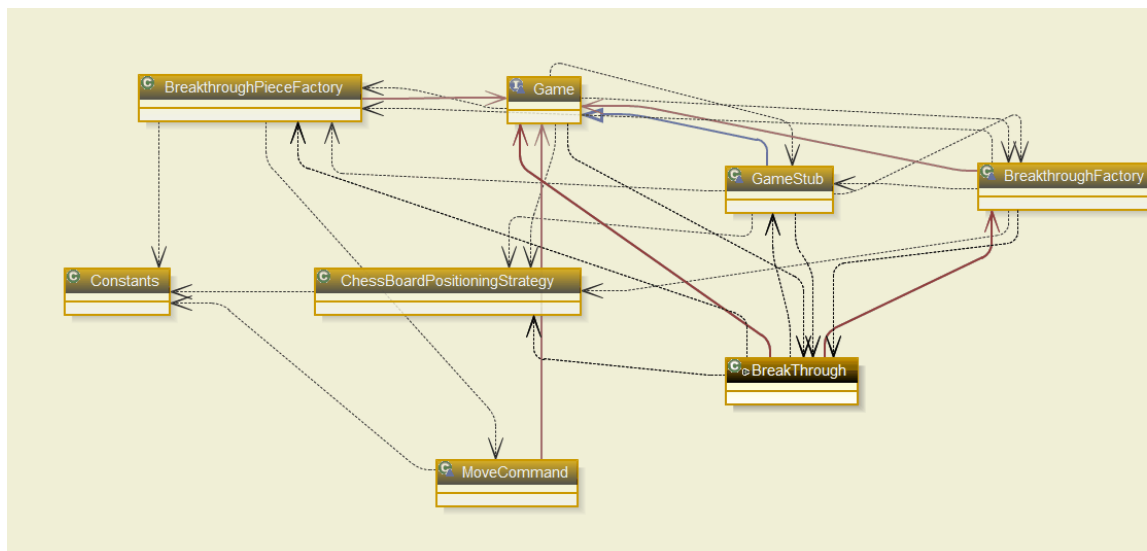 BreakthroughPieceFactory
Game
GameStub
BreakthroughFactory
Constants
ChessBoardPositioningStrategy
BreakThrough
MoveCommand